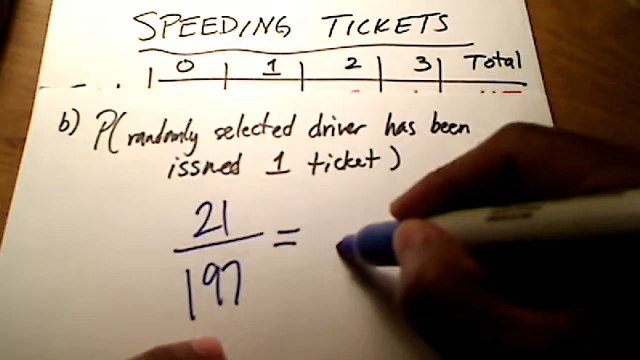 SPEEDING TICKETS
0 1 2 3 Total
b) P(randomly selected driver has been
issued 1 ticket)
21
197
=